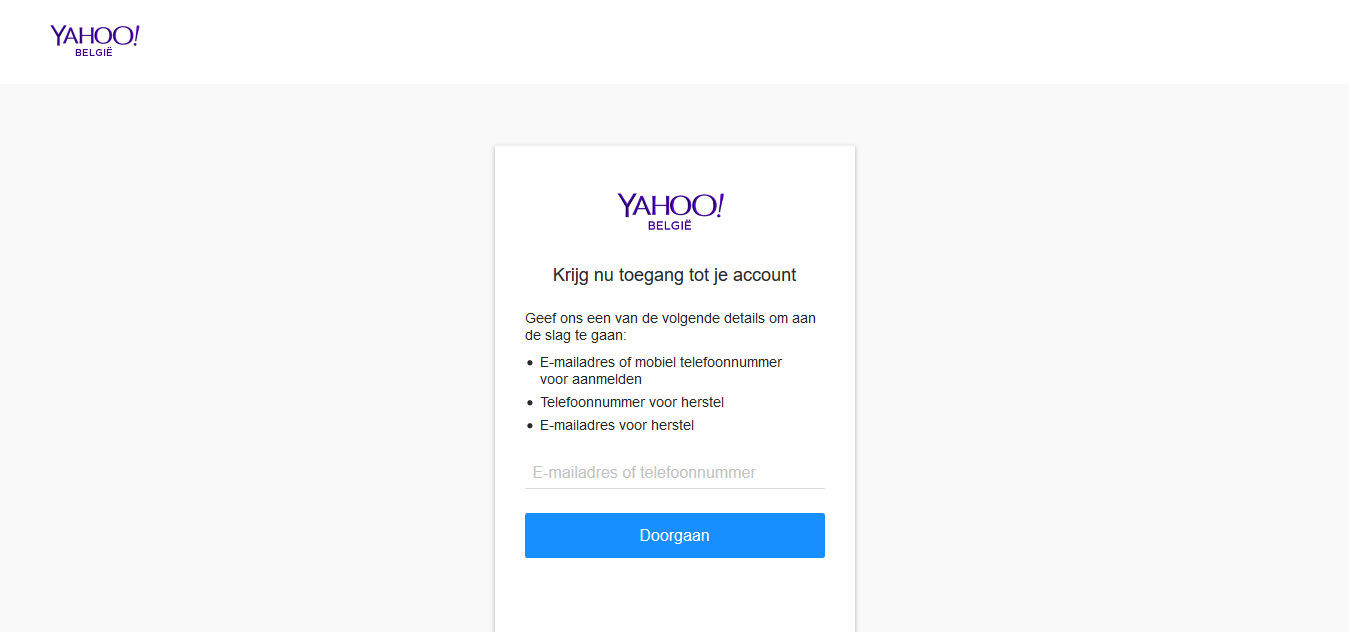 YAHOO!
BELGIË
YAHOO!
BELGIË
Krijg nu toegang tot je account
Geef ons een van de volgende details om aan
de slag te gaan:
• E-mailadres of mobiel telefoonnummer
voor aanmelden
• Telefoonnummer voor herstel
• E-mailadres voor herstel
E-mailadres of telefoonnummer
Doorgaan